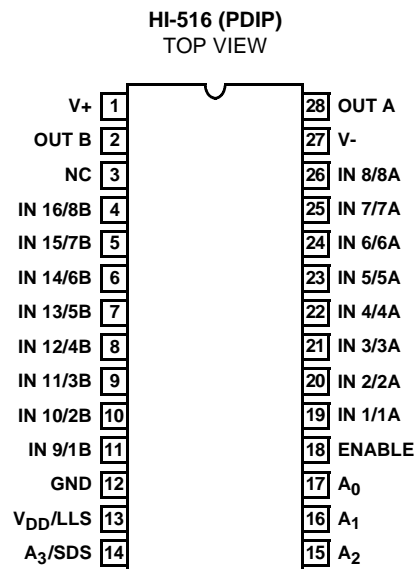 HI-516 (PDIP)
TOP VIEW
V+ 1 28 OUT A
OUT B 2 27 V-
NC 3 26 IN 8/8A
IN 16/8B 4 25 IN 7/7A
IN 15/7B 5 24 IN 6/6A
IN 14/6B 6 23 IN 5/5A
IN 13/5B 7 22 IN 4/4A
IN 12/4B 8 21 IN 3/3A
IN 11/3B 9 20 IN 2/2A
IN 10/2B 10 19 IN 1/1A
IN 9/1B 11 18 ENABLE
GND 12 17 A0
VDD/LLS 13 16 A1
A3/SDS 14 15 A2